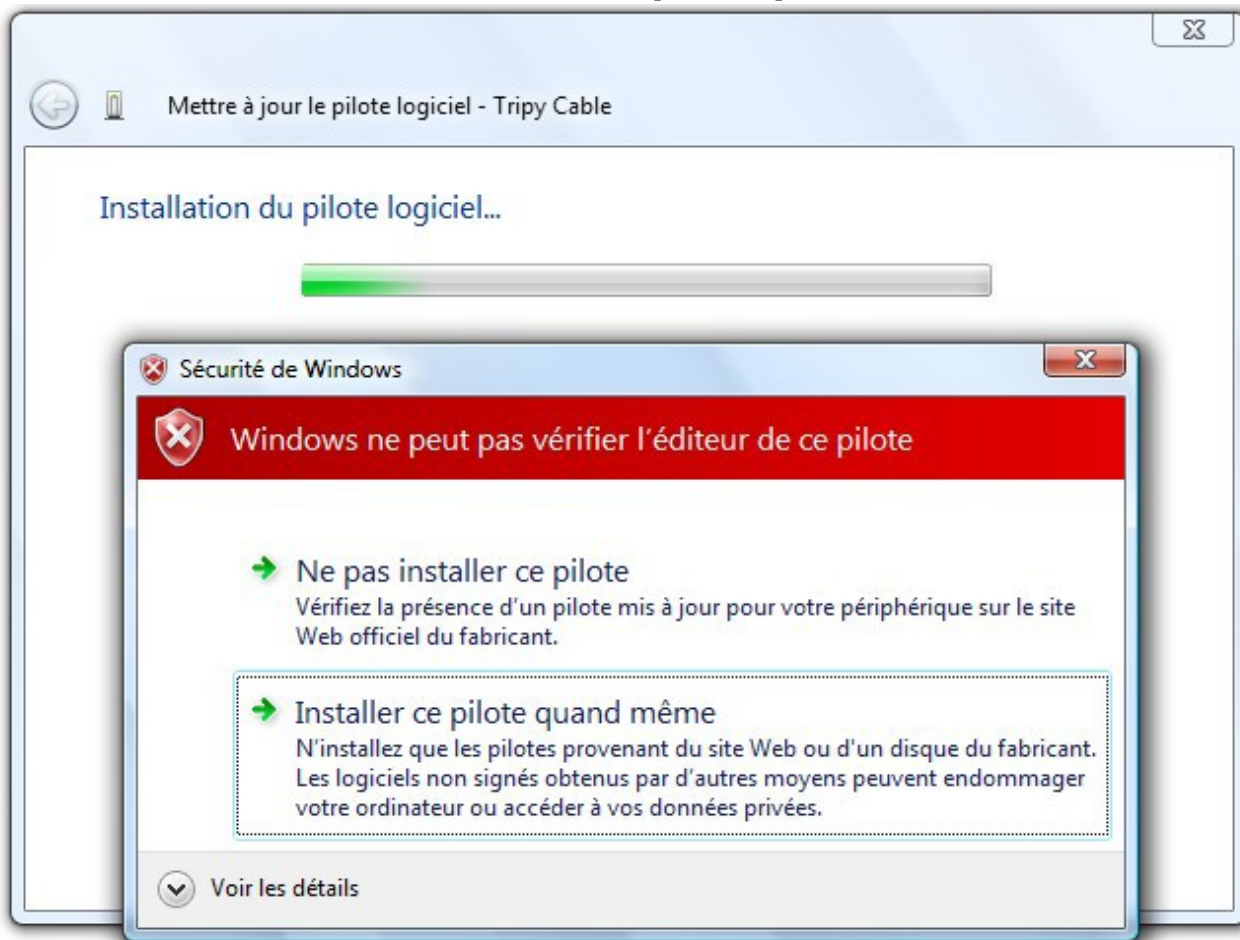 Mettre à jour le pilote logiciel - Tripy Cable
Installation du pilote logiciel...
Sécurité de Windows
Windows ne peut pas vérifier l'éditeur de ce pilote
Ne pas installer ce pilote
Vérifiez la présence d'un pilote mis à jour pour votre périphérique sur le site
Web officiel du fabricant.
Installer ce pilote quand même
N'installez que les pilotes provenant du site Web ou d'un disque du fabricant.
Les logiciels non signés obtenus par d'autres moyens peuvent endommager
votre ordinateur ou accéder à vos données privées.
Voir les détails